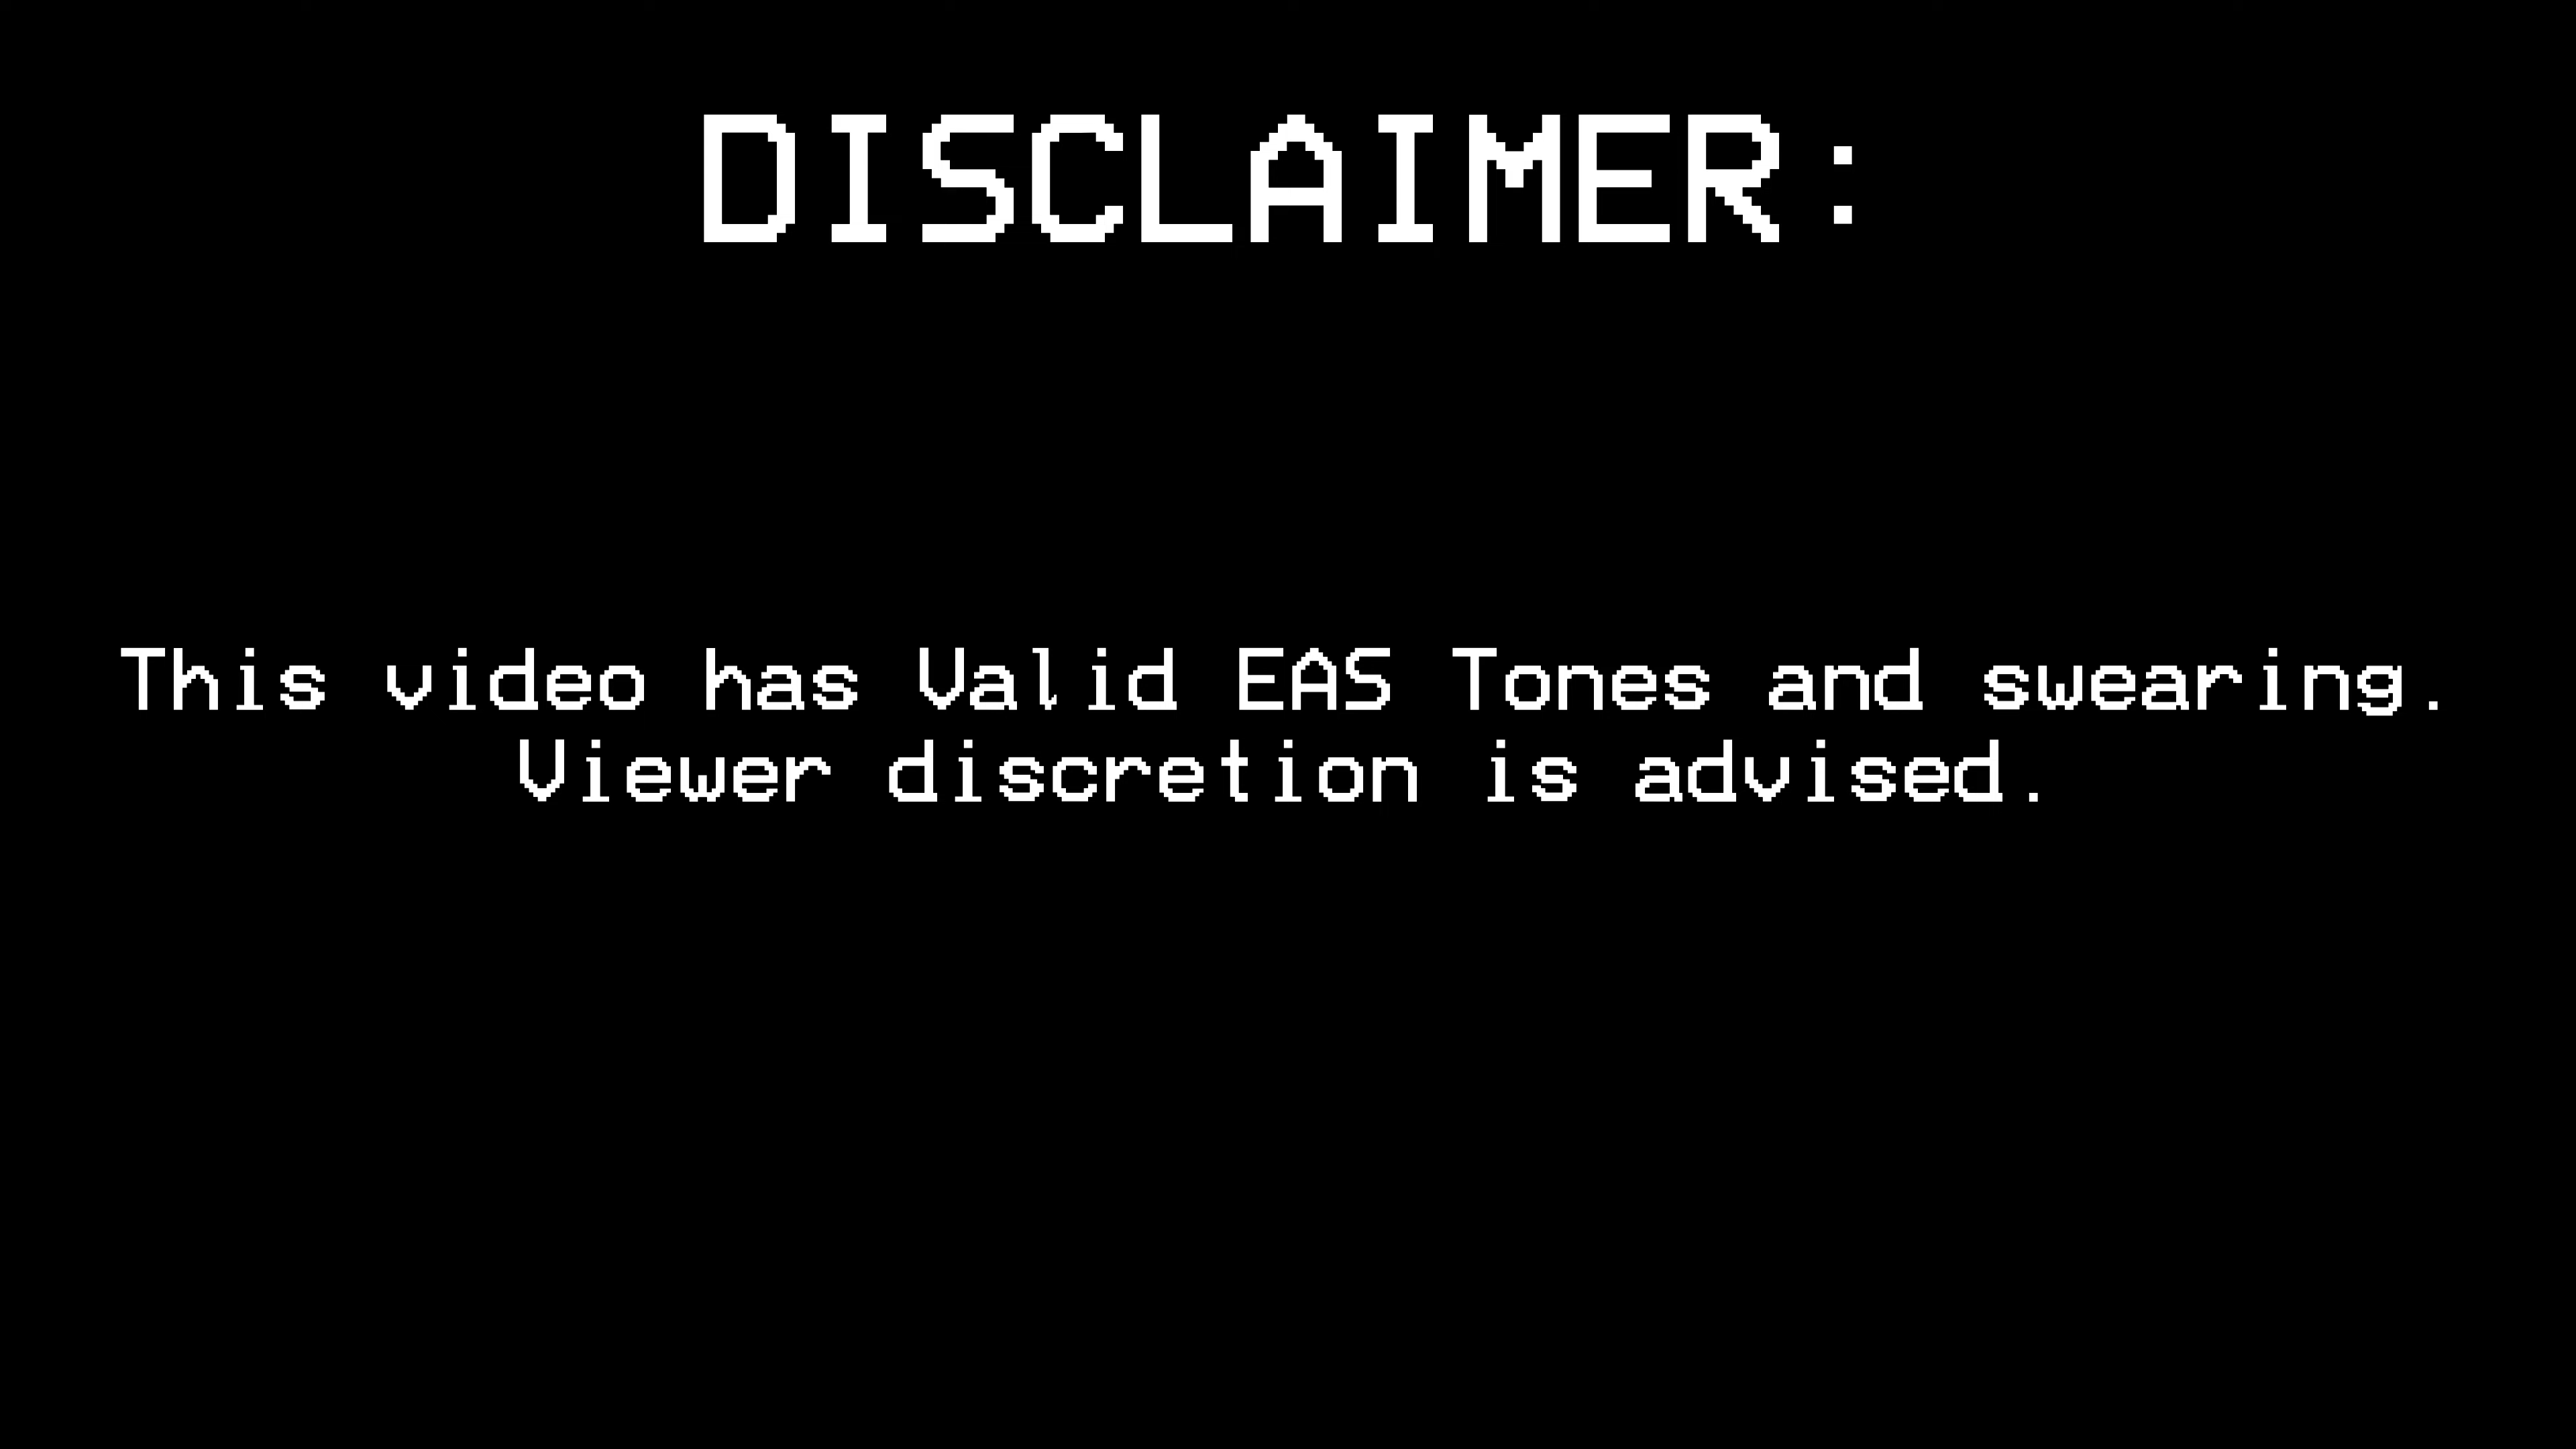 DISCLAIMER:
This video has Valid EAS Tones and swearing.
Viewer discretion is advised.